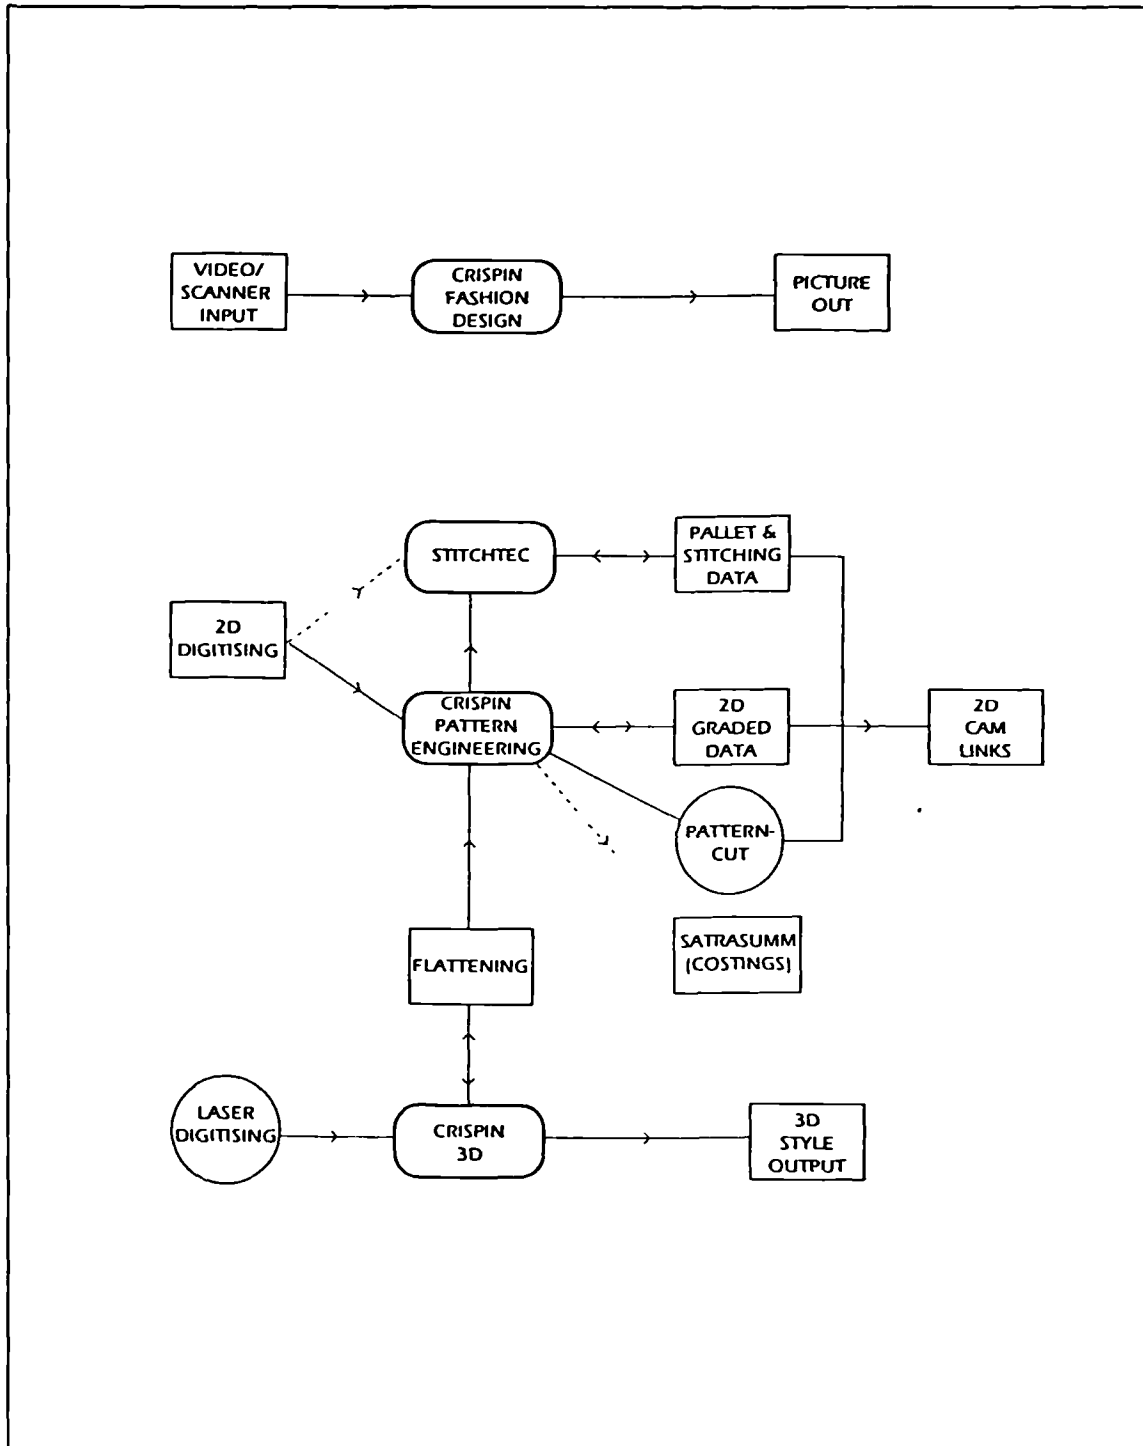 VIDEO/
SCANNER
INPUT
CRISPIN
FASHION
DESIGN
PICTURE
OUT
STITCHTEC
PALLET &
STITCHING
DATA
2D
DIGITISING
CRISPIN
PATTERN
ENGINEERING
2D
GRADED
DATA
2D
CAM
LINKS
PATTERN-
CUT
FLATTENING
SATRASUMM
(COSTINGS)
LASER
DIGITISING
CRISPIN
3D
3D
STYLE
OUTPUT